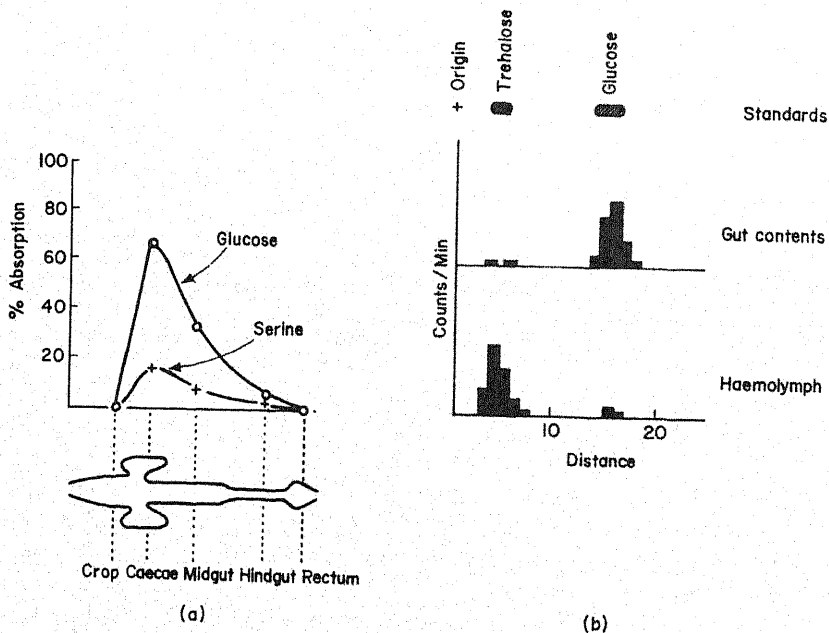 100
80
60
40
20
% Absorption
Glucose
Serine
Crop Caecae Midgut Hindgut Rectum
(a)
+ Origin
Trehalose
Glucose
Standards
Gut contents
Haemolymph
Counts/Min
10 20
Distance
(b)